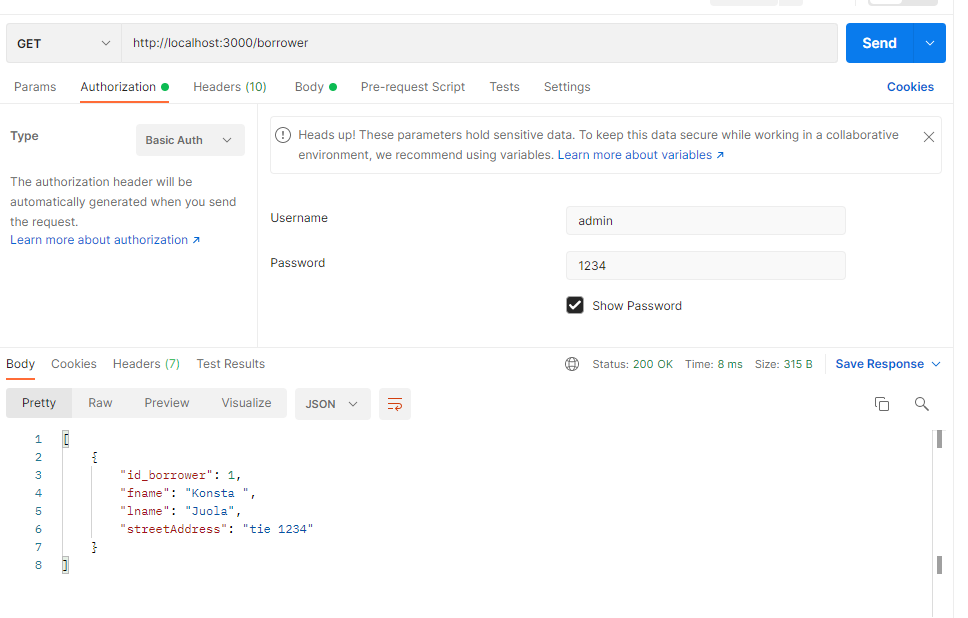 GET http://localhost:3000/borrower Send
Params Authorization Headers (10) Body Pre-request Script Tests Settings Cookies
Type Basic Auth
The authorization header will be
automatically generated when you send
the request.
Learn more about authorization ↗
Heads up! These parameters hold sensitive data. To keep this data secure while working in a collaborative
environment, we recommend using variables. Learn more about variables ↗
Username admin
Password 1234
Show Password
Body Cookies Headers (7) Test Results Status: 200 OK Time: 8 ms Size: 315 B Save Response
Pretty Raw Preview Visualize JSON
1 [
2 {
3 "id_borrower": 1,
4 "fname": "Konsta ",
5 "lname": "Juola",
6 "streetAddress": "tie 1234"
7 }
8 ]